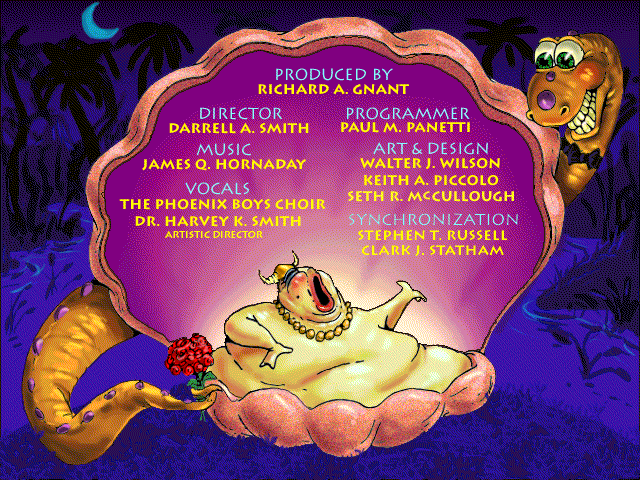 PRODUCED BY
RICHARD A. GNANT
DIRECTOR
DARRELL A. SMITH
MUSIC
JAMES Q. HORNADAY
VOCALS
THE PHOENIX BOYS CHOIR
DR. HARVEY K. SMITH
ARTISTIC DIRECTOR
PROGRAMMER
PAUL M. PANETTI
ART & DESIGN
WALTER J. WILSON
KEITH A. PICCOLO
SETH R. MCCULLOUGH
SYNCHRONIZATION
STEPHEN T. RUSSELL
CLARK J. STATHAM